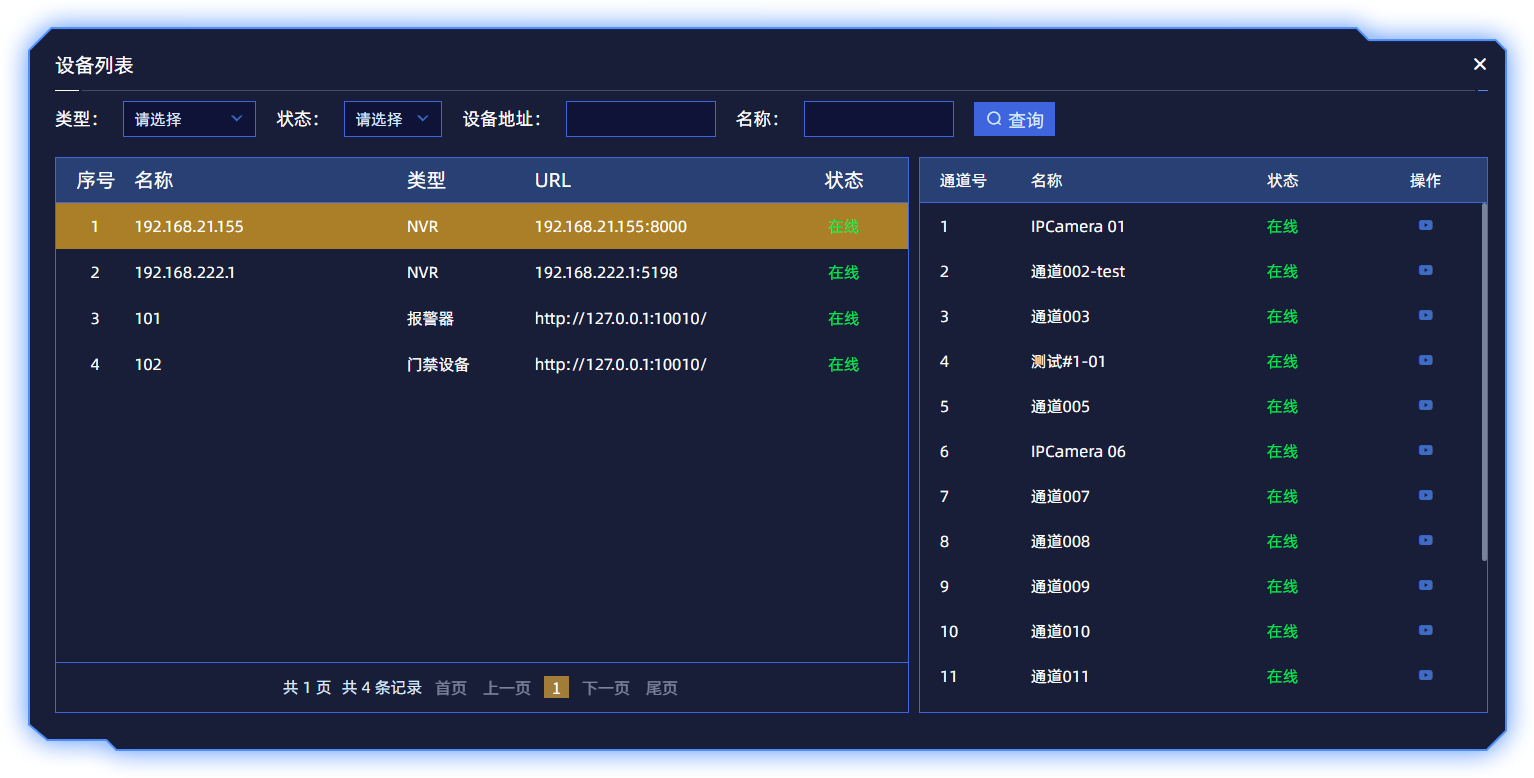 设备列表
类型： 请选择 状态： 请选择 设备地址： 名称： 查询
序号 名称 类型 URL 状态
1 192.168.21.155 NVR 192.168.21.155:8000 在线
2 192.168.222.1 NVR 192.168.222.1:5198 在线
3 101 报警器 http://127.0.0.1:10010/ 在线
4 102 门禁设备 http://127.0.0.1:10010/ 在线
共 1 页 共 4 条记录 首页 上一页 1 下一页 尾页
通道号 名称 状态 操作
1 IPCamera 01 在线
2 通道002-test 在线
3 通道003 在线
4 测试#1-01 在线
5 通道005 在线
6 IPCamera 06 在线
7 通道007 在线
8 通道008 在线
9 通道009 在线
10 通道010 在线
11 通道011 在线